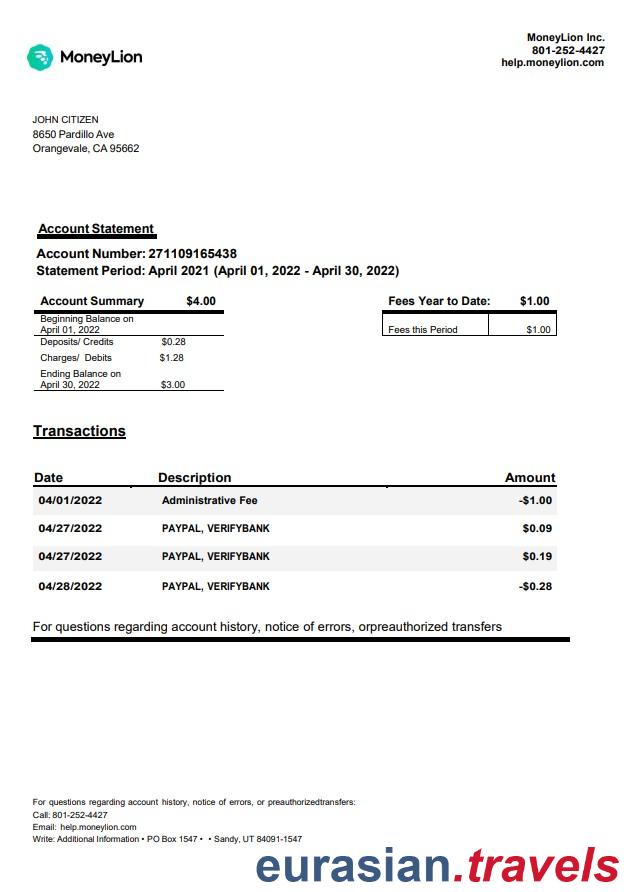 MoneyLion
MoneyLion Inc.
801-252-4427
help.moneylion.com
JOHN CITIZEN
8650 Pardillo Ave
Orangevale, CA 95662
Account Statement
Account Number: 271109165438
Statement Period: April 2021 (April 01, 2022 - April 30, 2022)
Account Summary $4.00
Beginning Balance on
April 01, 2022
Deposits/ Credits $0.28
Charges/ Debits $1.28
Ending Balance on
April 30, 2022 $3.00
Fees Year to Date: $1.00
Fees this Period $1.00
Transactions
Date Description Amount
04/01/2022 Administrative Fee -$1.00
04/27/2022 PAYPAL, VERIFYBANK $0.09
04/27/2022 PAYPAL, VERIFYBANK $0.19
04/28/2022 PAYPAL, VERIFYBANK -$0.28
For questions regarding account history, notice of errors, orpreauthorized transfers
For questions regarding account history, notice of errors, or preauthorizedtransfers:
Call: 801-252-4427
Email: help.moneylion.com
Write: Additional Information • PO Box 1547 • • Sandy, UT 84091-1547
eurasian.travels